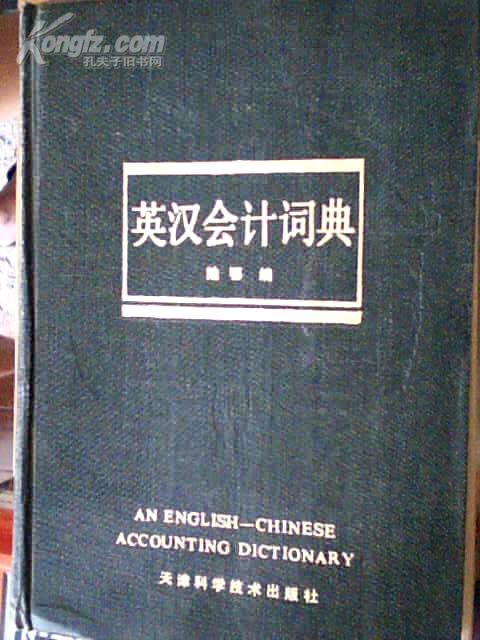 Kongfz.com
孔夫子旧书网
英汉会计词典
编
AN ENGLISH—CHINESE
ACCOUNTING DICTIONARY
天津科学技术出版社